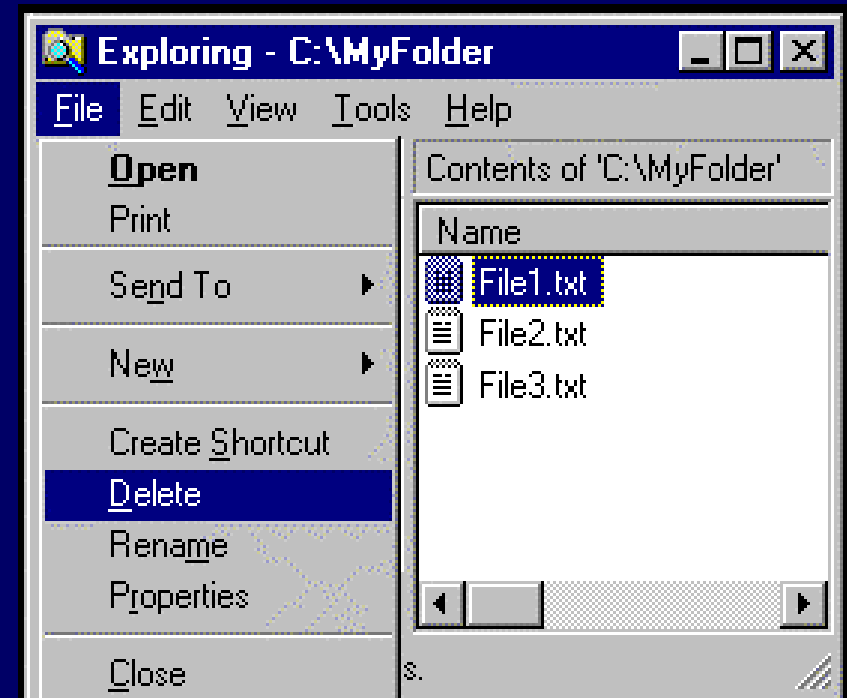 Exploring - C:\MyFolder
File Edit View Tools Help
Open
Print
Send To
New
Create Shortcut
Delete
Rename
Properties
Close
Contents of 'C:\MyFolder'
Name
File1.txt
File2.txt
File3.txt
s.